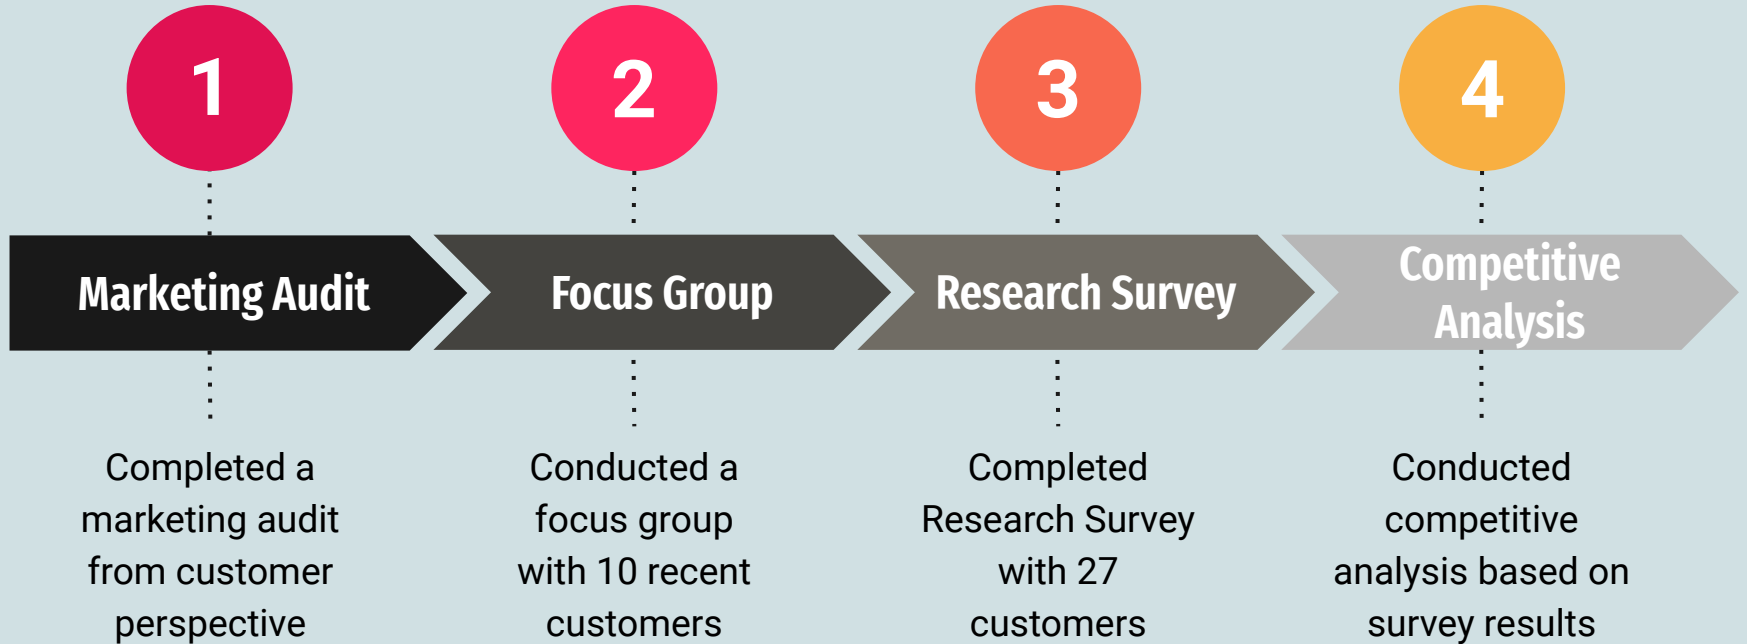 1
2
3
4
Marketing Audit
Focus Group
Research Survey
Competitive
Analysis
Completed a
marketing audit
from customer
perspective
Conducted a
focus group
with 10 recent
customers
Completed
Research Survey
with 27
customers
Conducted
competitive
analysis based on
survey results